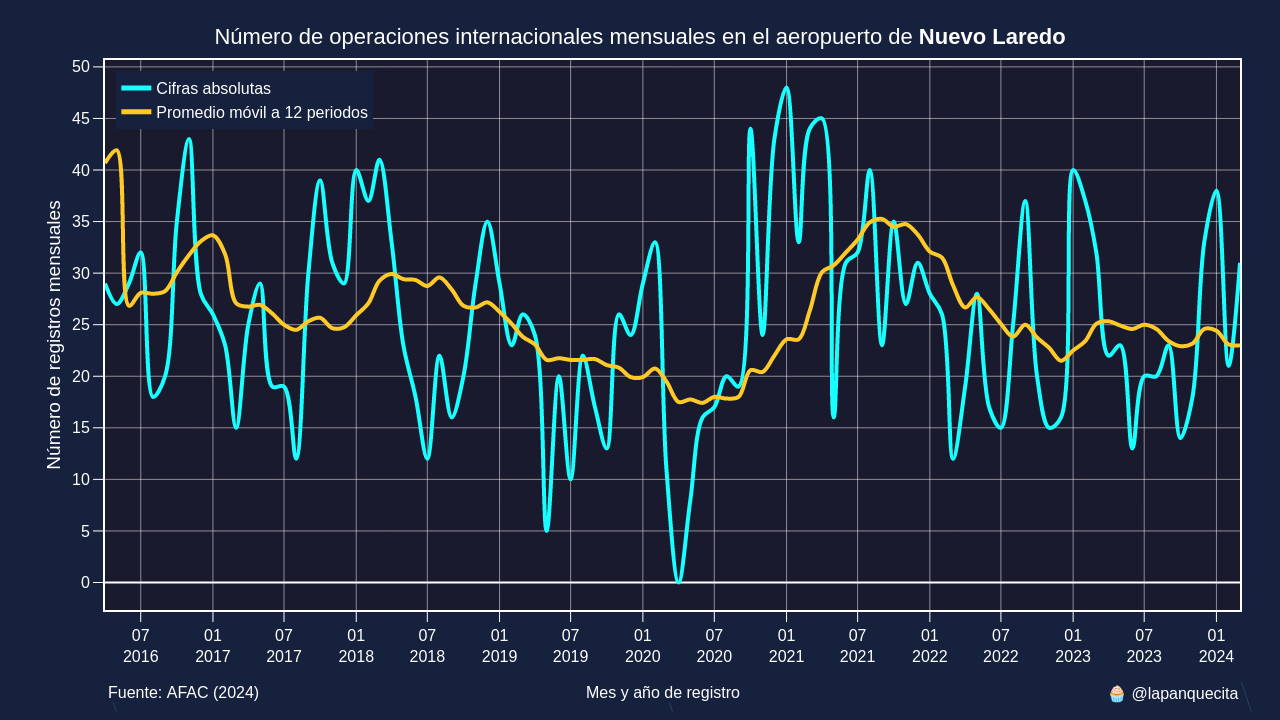 Número de operaciones internacionales mensuales en el aeropuerto de Nuevo Laredo
Cifras absolutas
Promedio móvil a 12 periodos
Número de registros mensuales
50
45
40
35
30
25
20
15
10
5
0
07 01 07 01 07 01 07 01 07 01 07 01 07 01 07 01
2016 2017 2017 2018 2018 2019 2019 2020 2020 2021 2021 2022 2022 2023 2023 2024
Fuente: AFAC (2024) Mes y año de registro 🧁 @lapanquecita